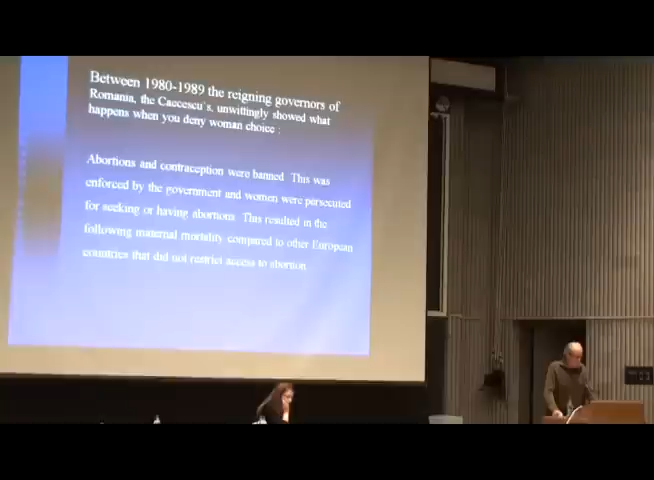 Between 1980-1989 the reigning governors of
Romania, the Caecescu's, unwittingly showed what
happens when you deny woman choice :
Abortions and contraception were banned. This was
enforced by the government and women were persecuted
for seeking or having abortions. This resulted in the
following maternal mortality compared to other European
countries that did not restrict access to abortion